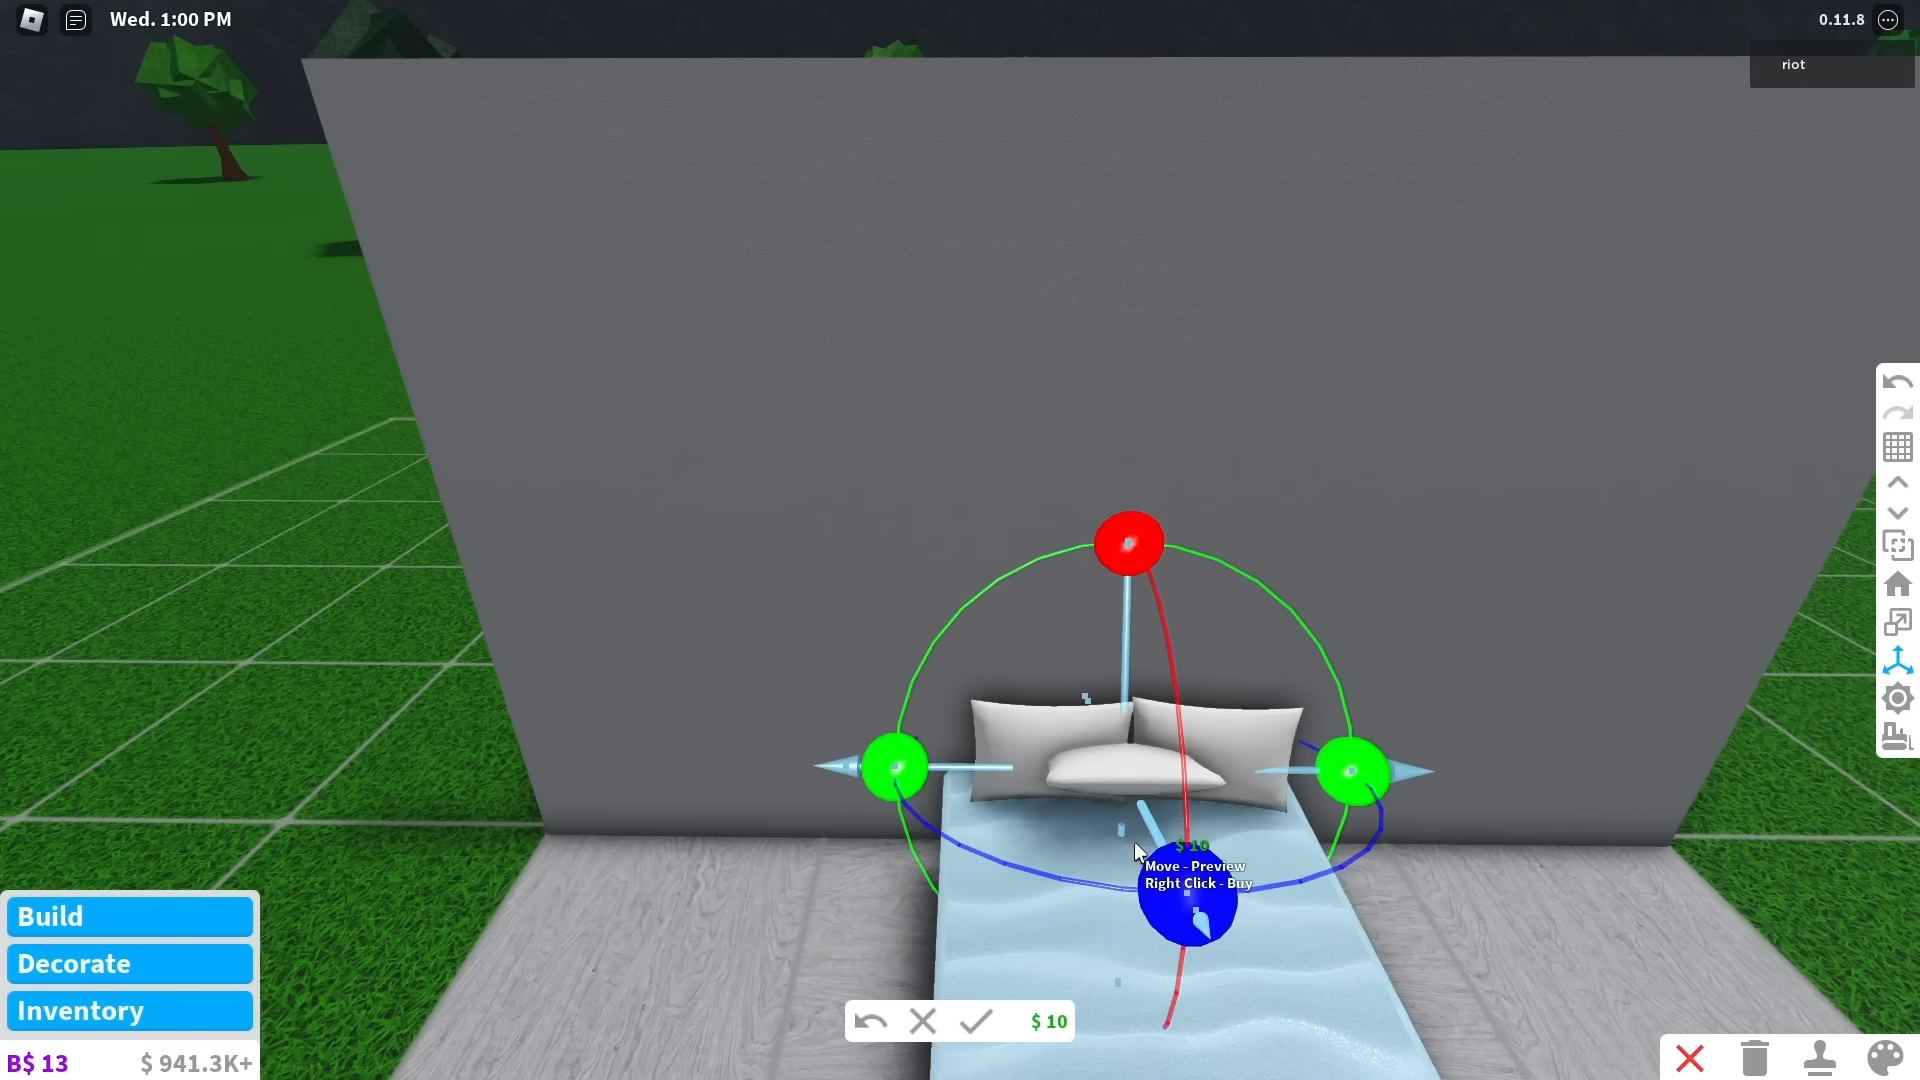 Wed. 1:00 PM
0.11.8
riot
$ 10
Move - Preview
Right Click - Buy
Build
Decorate
Inventory
$ 10
B$ 13
$ 941.3K+